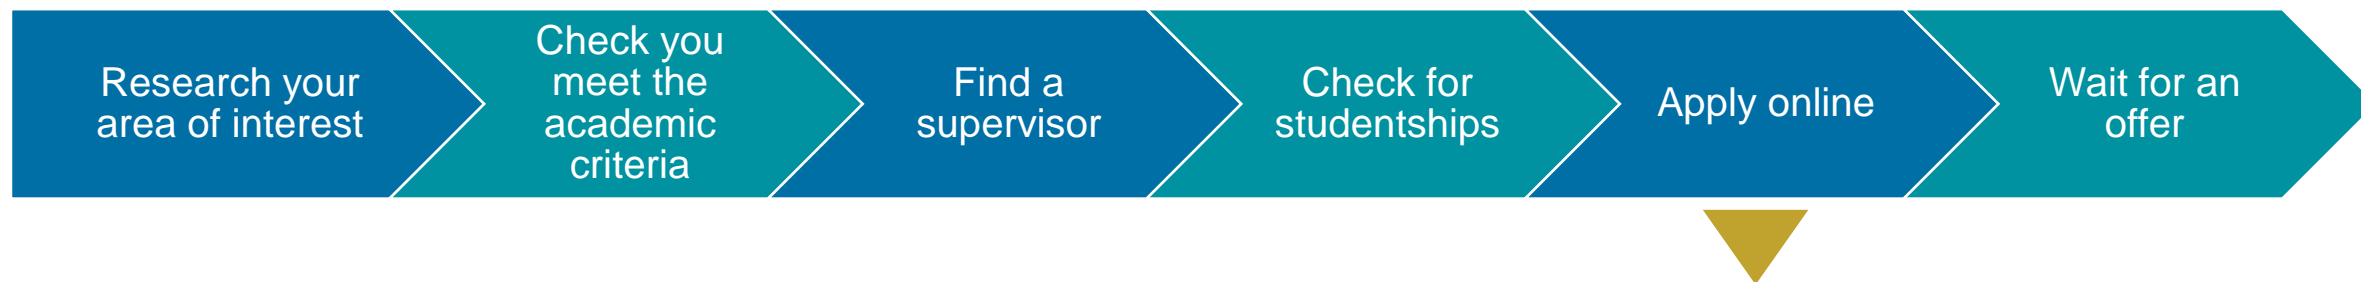 Research your
area of interest
Check you
meet the
academic
criteria
Find a
supervisor
Check for
studentships
Apply online
Wait for an
offer